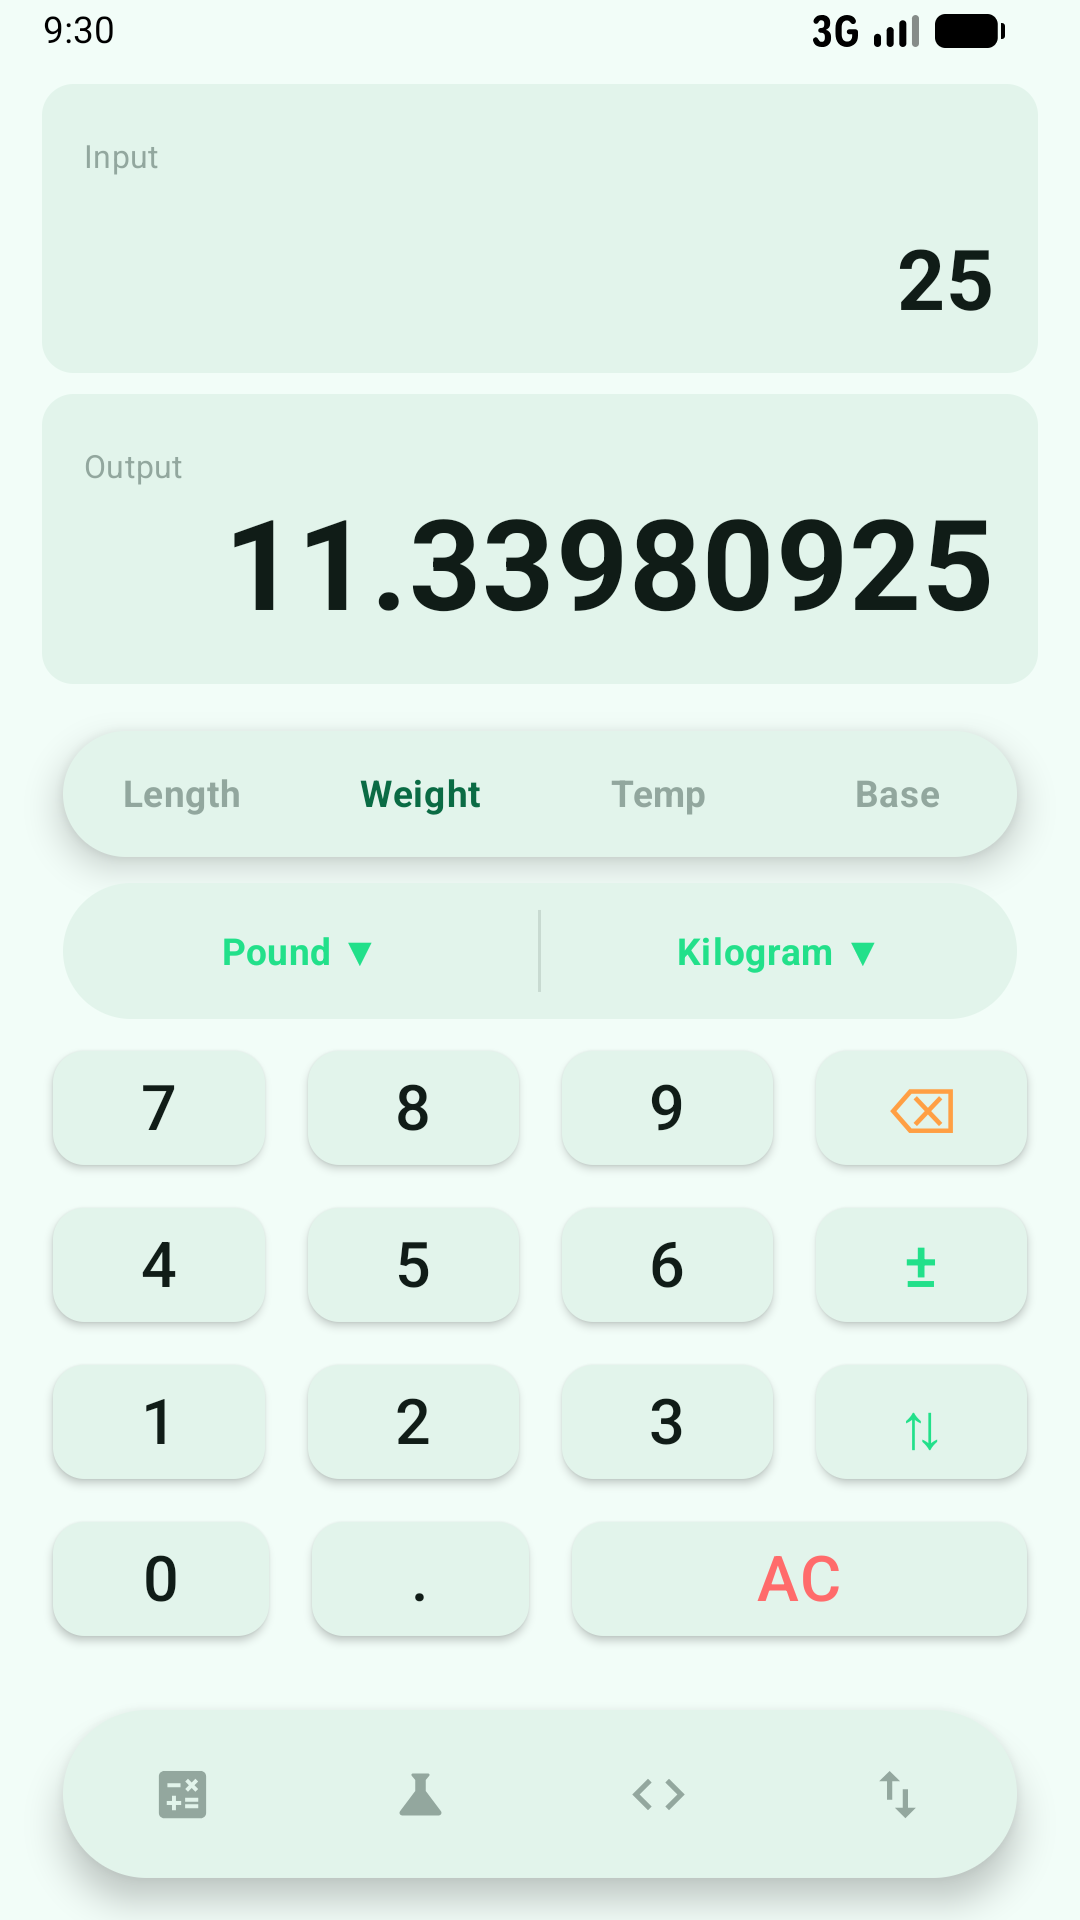 9:30 3G
Input
25
Output
11.33980925
Length Weight Temp Base
Pound ▼ Kilogram ▼
7 8 9 ⌫
4 5 6 ±
1 2 3 ↑↓
0 . AC